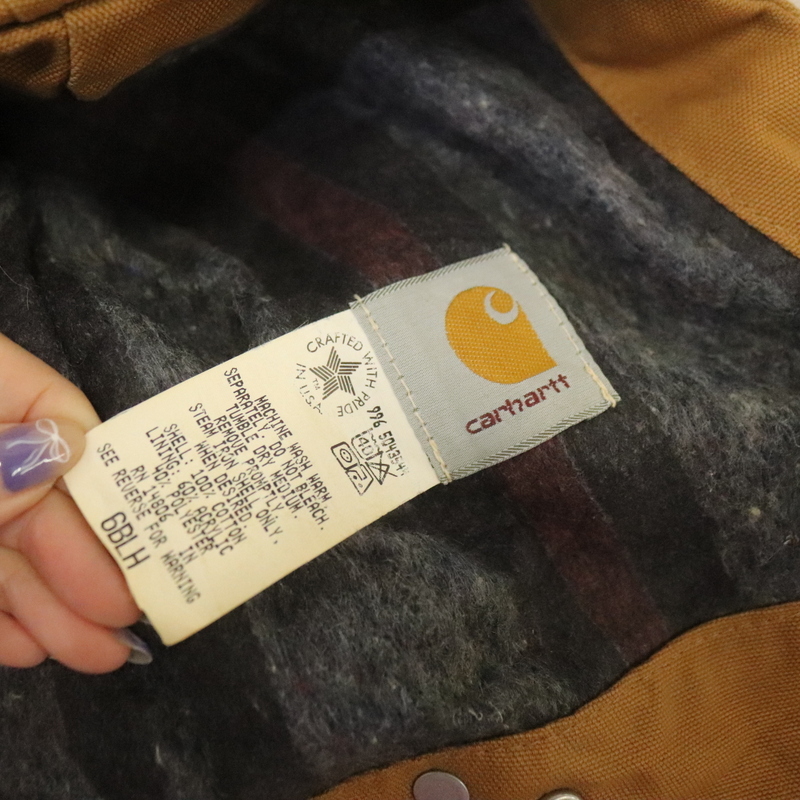 carhartt
CRAFTED WITH PRIDE
IN U.S.A.
TM
MACHINE WASH WARM
SEPARATELY. DO NOT BLEACH.
TUMBLE DRY MEDIUM.
REMOVE PROMPTLY.
STEAM IRON SHELL ONLY,
WHEN DESIRED.
SHELL: 100% COTTON
LINING: 60% ACRYLIC
40% POLYESTER
RN 14806 IN
SEE REVERSE FOR WARNING
6BLH